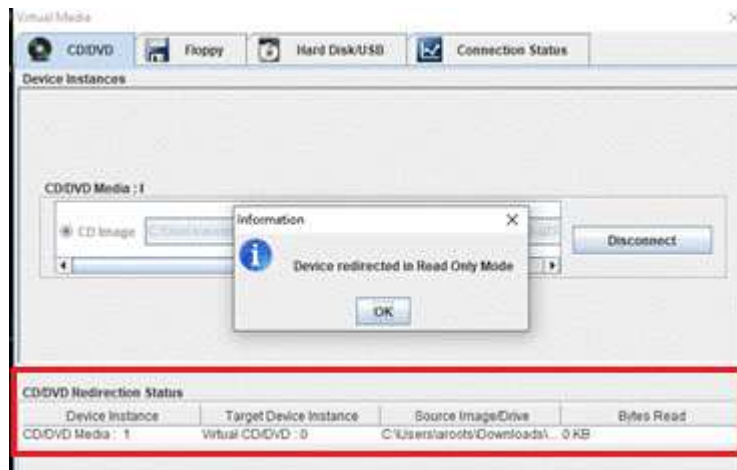 Virtual Media
CD/DVD Floppy Hard Disk/USB Connection Status
Device Instances
CD/DVD Media : I
CD Image
Disconnect
Information
Device redirected in Read Only Mode
OK
CD/DVD Redirection Status
Device Instance Target Device Instance Source Image/Drive Bytes Read
CD/DVD Media : 1 Virtual CD/DVD : 0 C:\Users\aroots\Downloads\... 0 KB